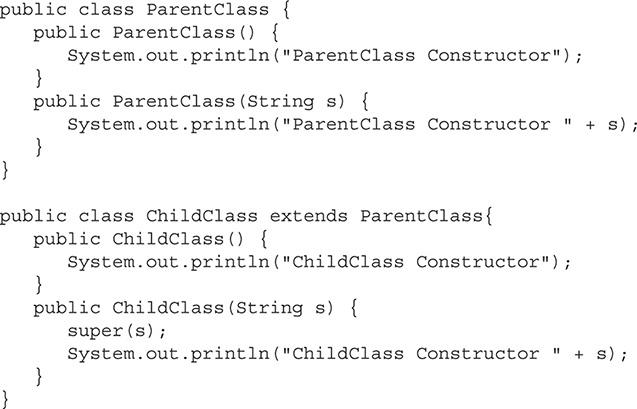 public class ParentClass {
   public ParentClass() {
      System.out.println("ParentClass Constructor");
   }
   public ParentClass(String s) {
      System.out.println("ParentClass Constructor " + s);
   }
}

public class ChildClass extends ParentClass{
   public ChildClass() {
      System.out.println("ChildClass Constructor");
   }
   public ChildClass(String s) {
      super(s);
      System.out.println("ChildClass Constructor " + s);
   }
}